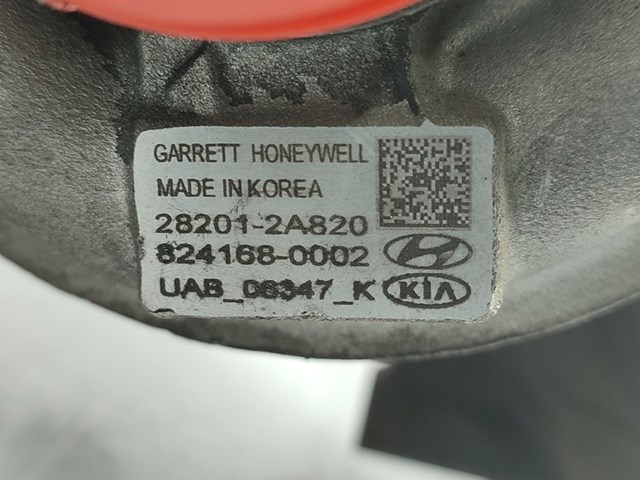 GARRETT HONEYWELL
MADE IN KOREA
28201-2A820
824168-0002
UAB_06347_K
KIA